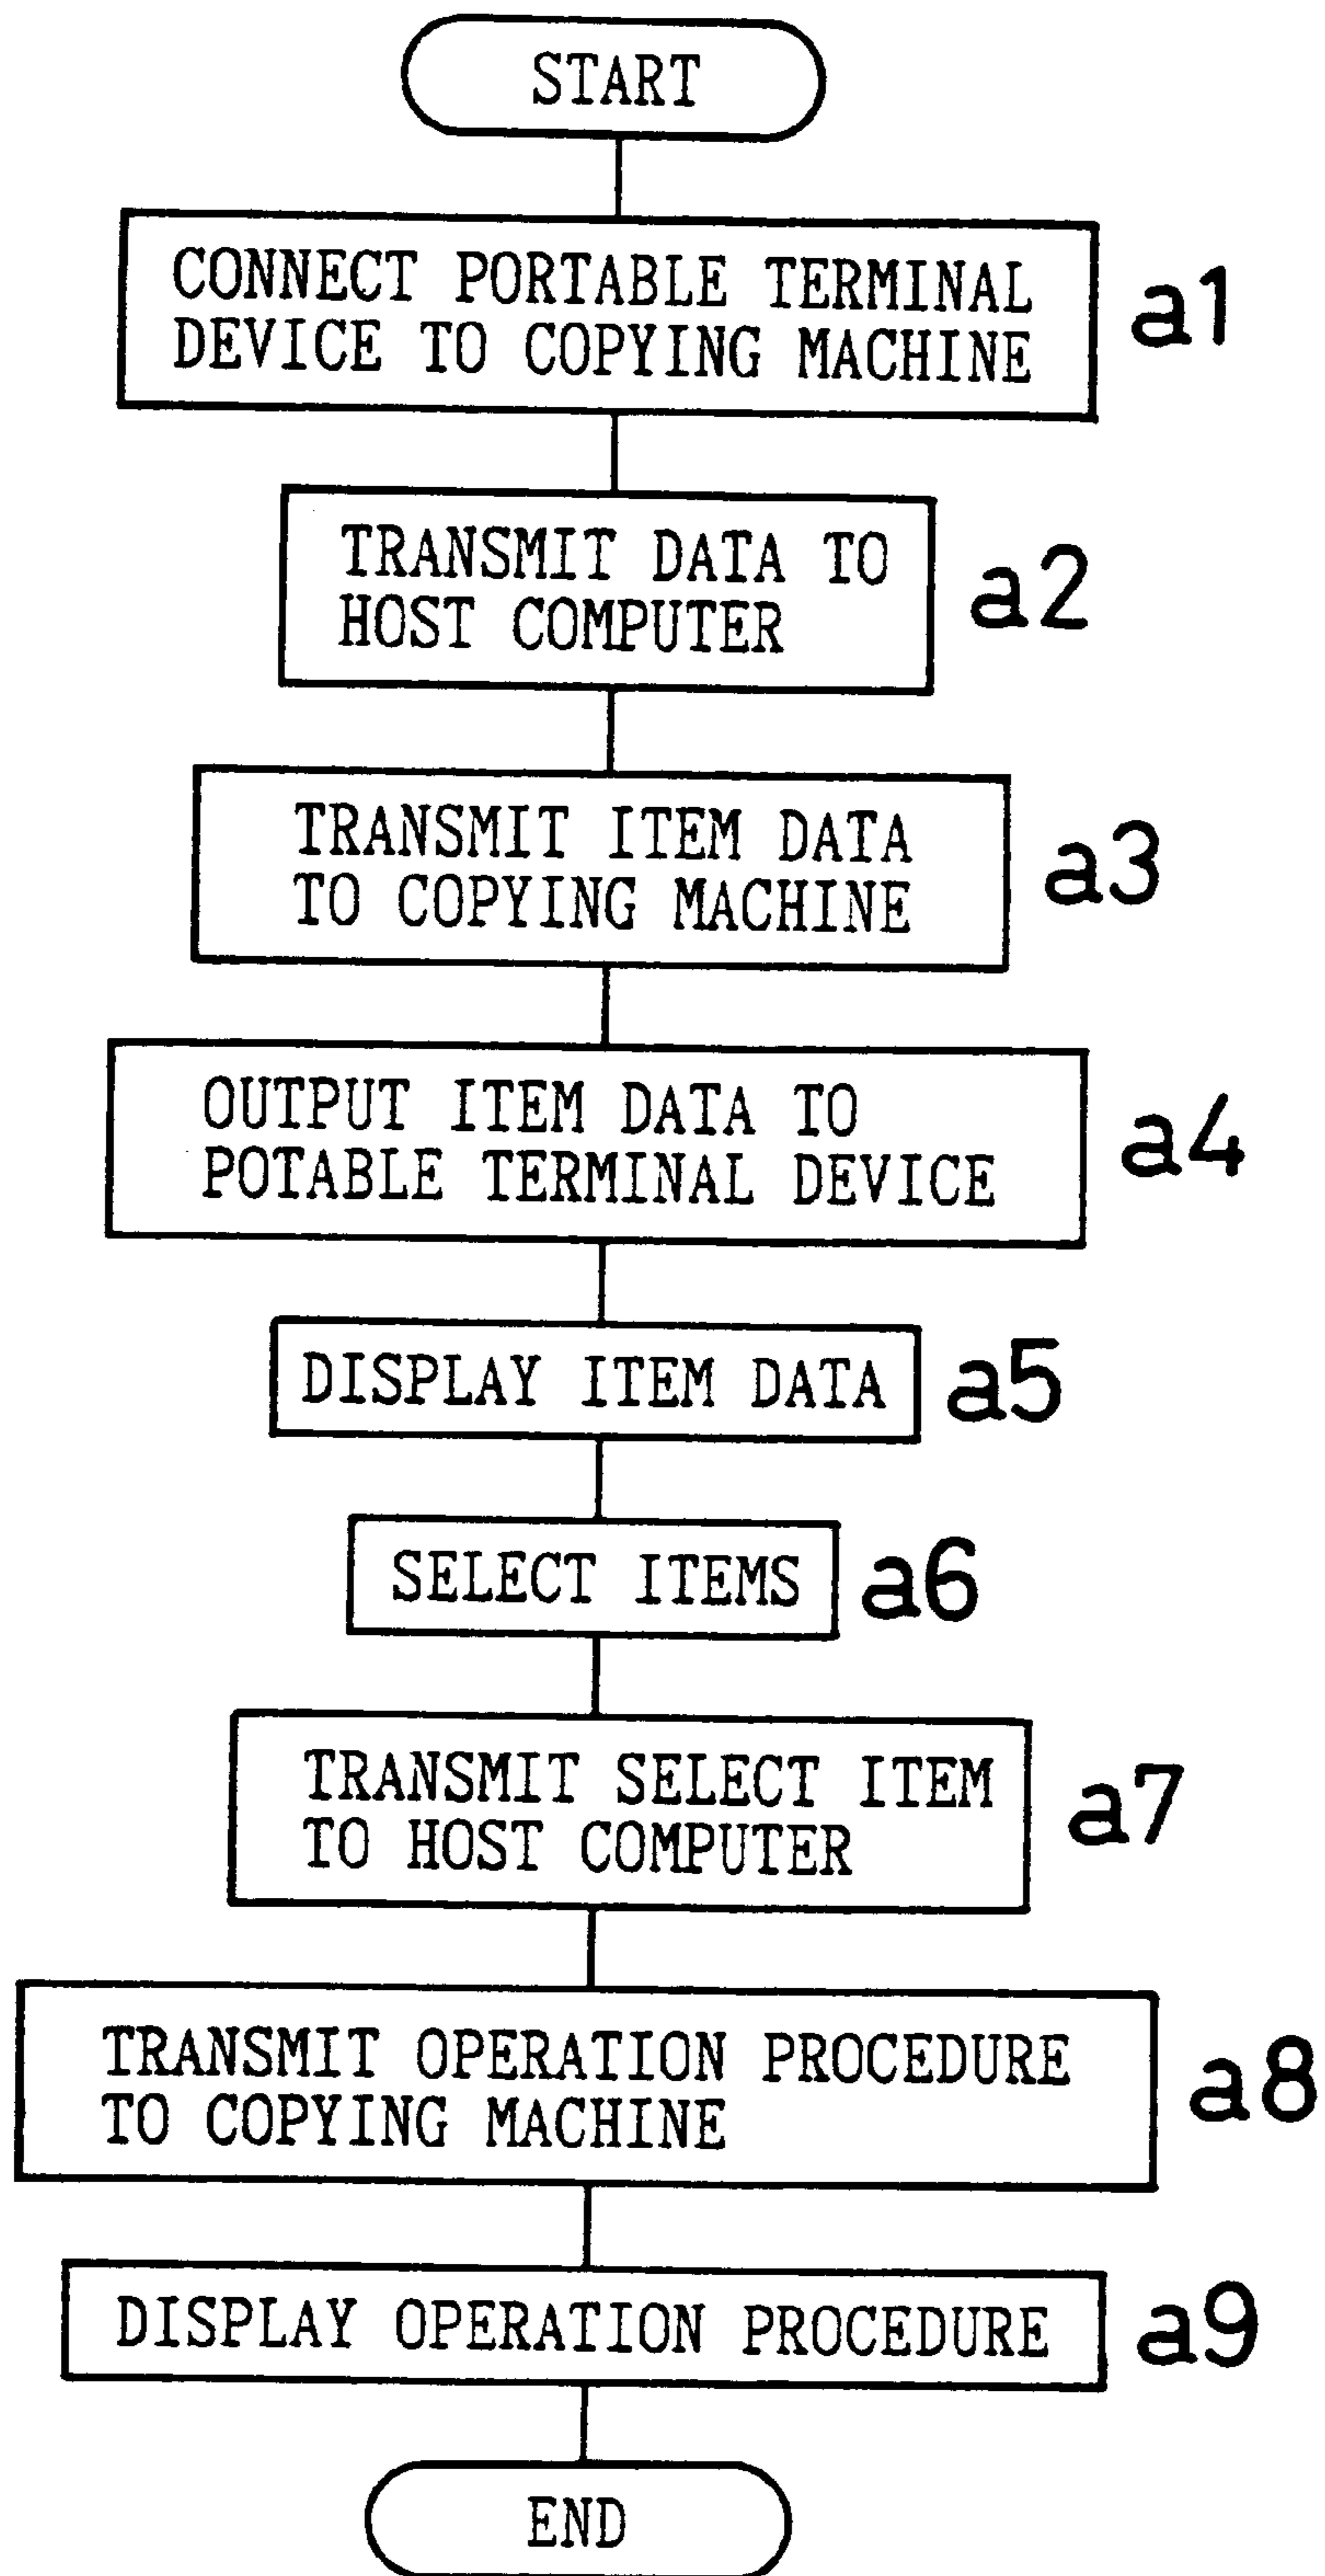 START
CONNECT PORTABLE TERMINAL
DEVICE TO COPYING MACHINE
a1
TRANSMIT DATA TO
HOST COMPUTER
a2
TRANSMIT ITEM DATA
TO COPYING MACHINE
a3
OUTPUT ITEM DATA TO
POTABLE TERMINAL DEVICE
a4
DISPLAY ITEM DATA
a5
SELECT ITEMS
a6
TRANSMIT SELECT ITEM
TO HOST COMPUTER
a7
TRANSMIT OPERATION PROCEDURE
TO COPYING MACHINE
a8
DISPLAY OPERATION PROCEDURE
a9
END